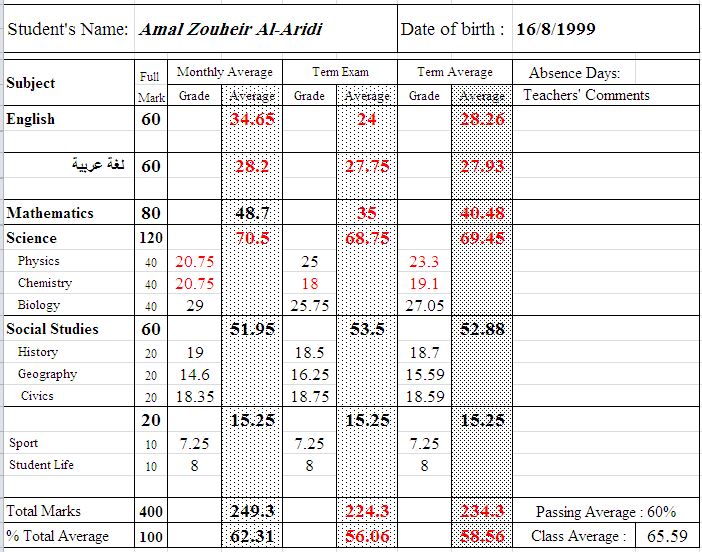 Student's Name: Amal Zouheir Al-Aridi Date of birth : 16/8/1999
Subject Full Mark Monthly Average Term Exam Term Average Absence Days:
Grade Average Grade Average Grade Average Teachers' Comments
English 60 34.65 24 28.26
لغة عربية 60 28.2 27.75 27.93
Mathematics 80 48.7 35 40.48
Science 120 70.5 68.75 69.45
Physics 40 20.75 25 23.3
Chemistry 40 20.75 18 19.1
Biology 40 29 25.75 27.05
Social Studies 60 51.95 53.5 52.88
History 20 19 18.5 18.7
Geography 20 14.6 16.25 15.59
Civics 20 18.35 18.75 18.59
20 15.25 15.25 15.25
Sport 10 7.25 7.25 7.25
Student Life 10 8 8 8
Total Marks 400 249.3 224.3 234.3 Passing Average : 60%
% Total Average 100 62.31 56.06 58.56 Class Average : 65.59